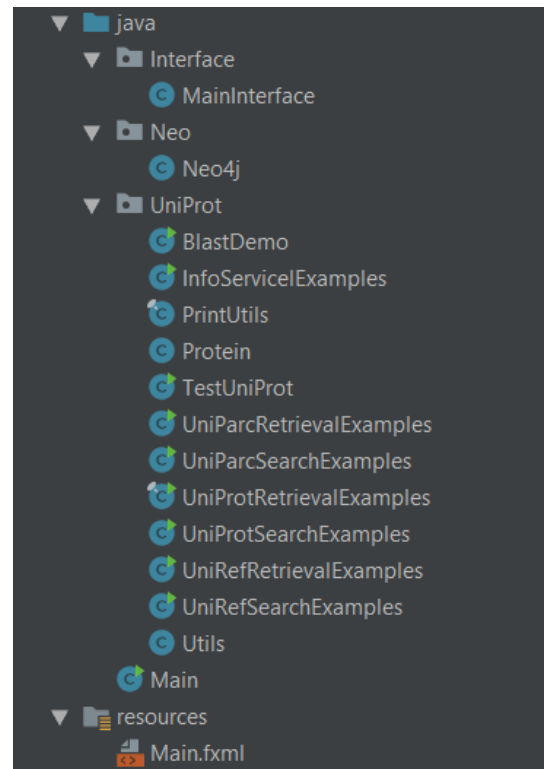 java
Interface
MainInterface
Neo
Neo4j
UniProt
BlastDemo
InfoServicelExamples
PrintUtils
Protein
TestUniProt
UniParcRetrievalExamples
UniParcSearchExamples
UniProtRetrievalExamples
UniProtSearchExamples
UniRefRetrievalExamples
UniRefSearchExamples
Utils
Main
resources
Main.fxml